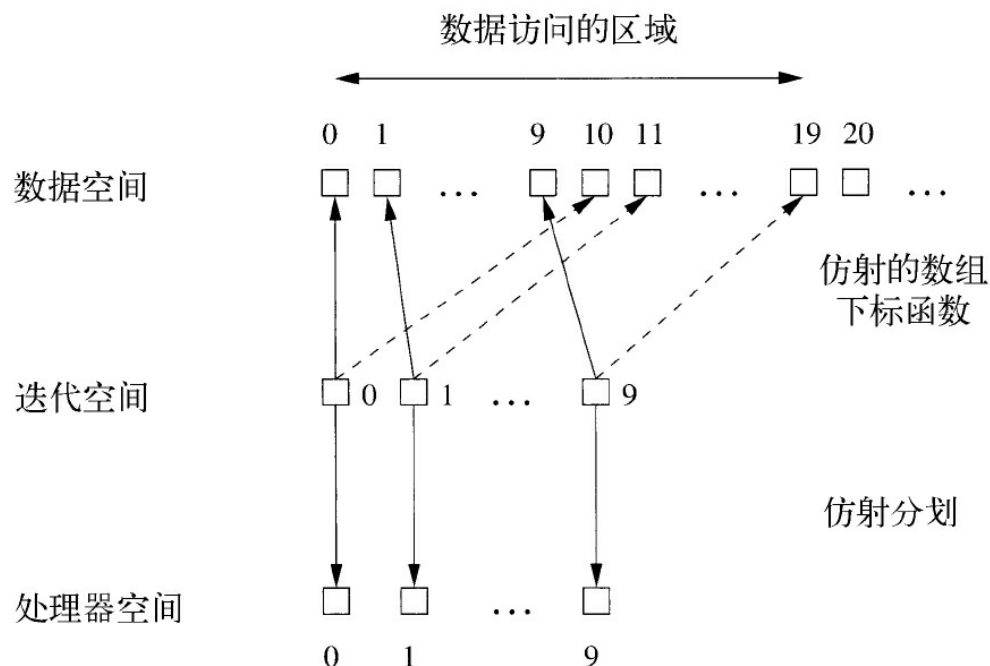 数据访问的区域
0 1 9 10 11 19 20
数据空间 … … …
仿射的数组
下标函数
迭代空间 0 1 … 9
仿射分划
处理器空间 …
0 1 9